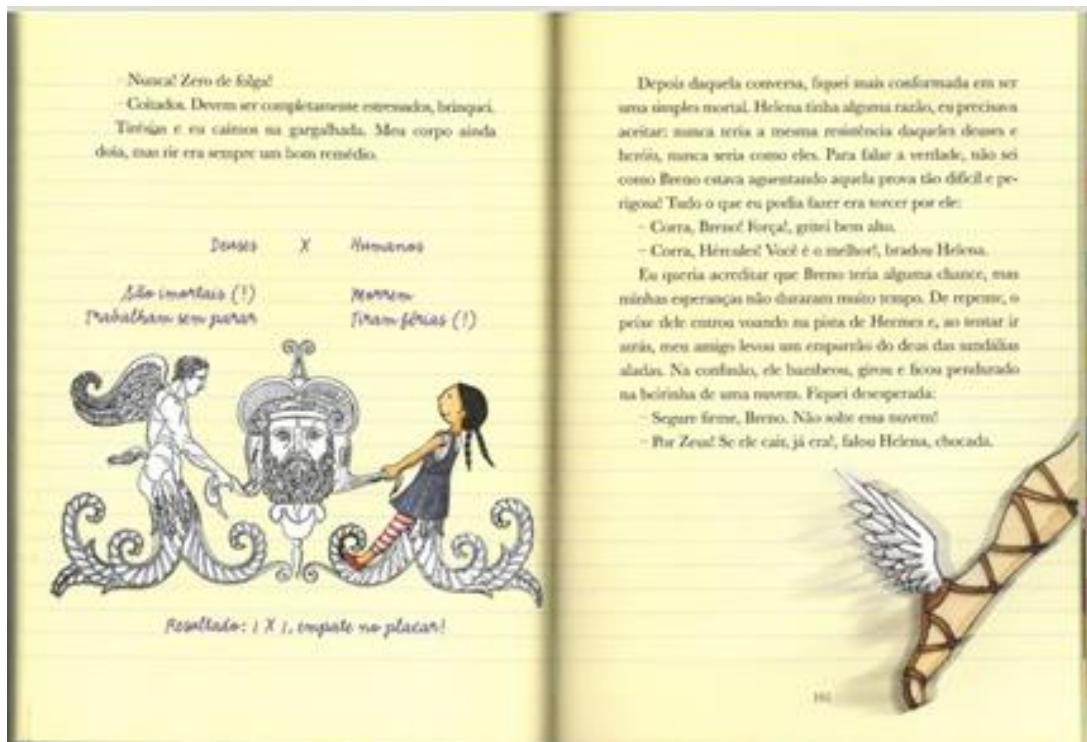 – Nunca! Zero de folga!
– Coitados. Devem ser completamente estressados, brinquei.
Tirésias e eu caímos na gargalhada. Meu corpo ainda
doía, mas rir era sempre um bom remédio.
Deuses X Humanos
São imortais (!) Morrem
Trabalham sem parar Tiram férias (!)
Resultado: 1 X 1, empate no placar!
Depois daquela conversa, fiquei mais conformada em ser
uma simples mortal. Helena tinha alguma razão, eu precisava
aceitar: nunca teria a mesma resistência daqueles deuses e
heróis, nunca seria como eles. Para falar a verdade, não sei
como Breno estava aguentando aquela prova tão difícil e pe-
rigosa! Tudo o que eu podia fazer era torcer por ele:
– Corra, Breno! Força!, gritei bem alto.
– Corra, Hércules! Você é o melhor!, bradou Helena.
Eu queria acreditar que Breno teria alguma chance, mas
minhas esperanças não duraram muito tempo. De repente, o
peixe dele entrou voando na pista de Hermes e, ao tentar ir
atrás, meu amigo levou um empurrão do deus das sandálias
aladas. Na confusão, ele bambeou, girou e ficou pendurado
na beirinha de uma nuvem. Fiquei desesperada:
– Segure firme, Breno. Não solte essa nuvem!
– Por Zeus! Se ele cair, já era!, falou Helena, chocada.